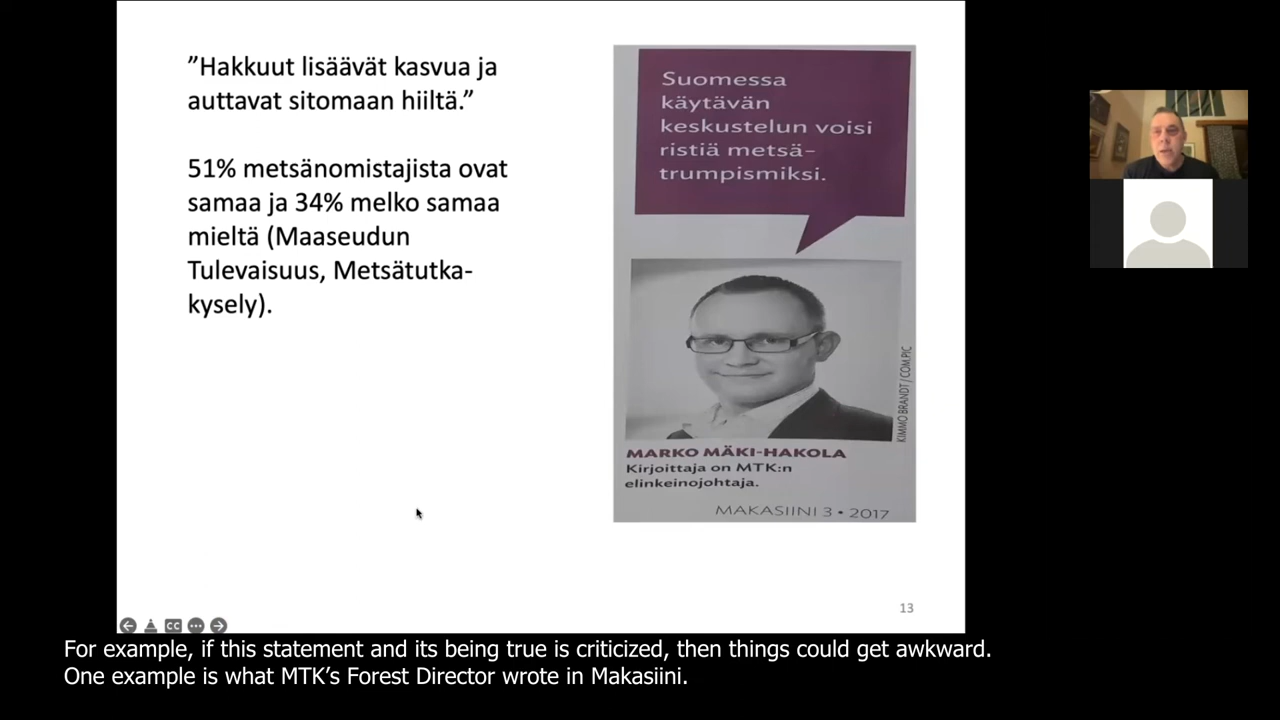 ”Hakkuut lisäävät kasvua ja
auttavat sitomaan hiiltä.”
51% metsänomistajista ovat
samaa ja 34% melko samaa
mieltä (Maaseudun
Tulevaisuus, Metsätutka-
kysely).
Suomessa
käytävän
keskustelun voisi
ristiä metsä-
trumpismiksi.
KIMMO BRANDT / COM.PIC
MARKO MÄKI-HAKOLA
Kirjoittaja on MTK:n
elinkeinojohtaja.
MAKASIINI 3 • 2017
13
CC
For example, if this statement and its being true is criticized, then things could get awkward.
One example is what MTK’s Forest Director wrote in Makasiini.